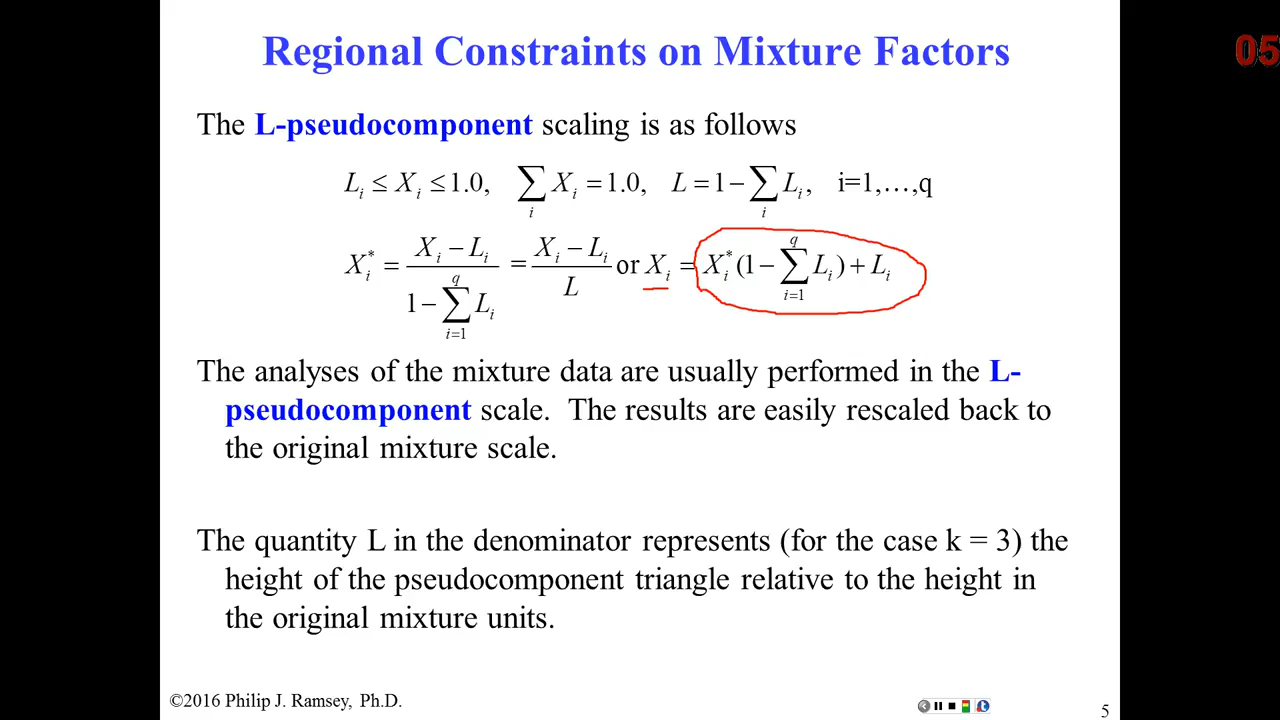 Regional Constraints on Mixture Factors
05
The L-pseudocomponent scaling is as follows
L_i ≤ X_i ≤ 1.0, ∑_i X_i = 1.0, L = 1 − ∑_i L_i, i=1,…,q
X_i^* = (X_i − L_i) / (1 − ∑_{i=1}^{q} L_i) = (X_i − L_i) / L or X_i = X_i^* (1 − ∑_{i=1}^{q} L_i) + L_i
The analyses of the mixture data are usually performed in the L-
pseudocomponent scale. The results are easily rescaled back to
the original mixture scale.
The quantity L in the denominator represents (for the case k = 3) the
height of the pseudocomponent triangle relative to the height in
the original mixture units.
©2016 Philip J. Ramsey, Ph.D.
5